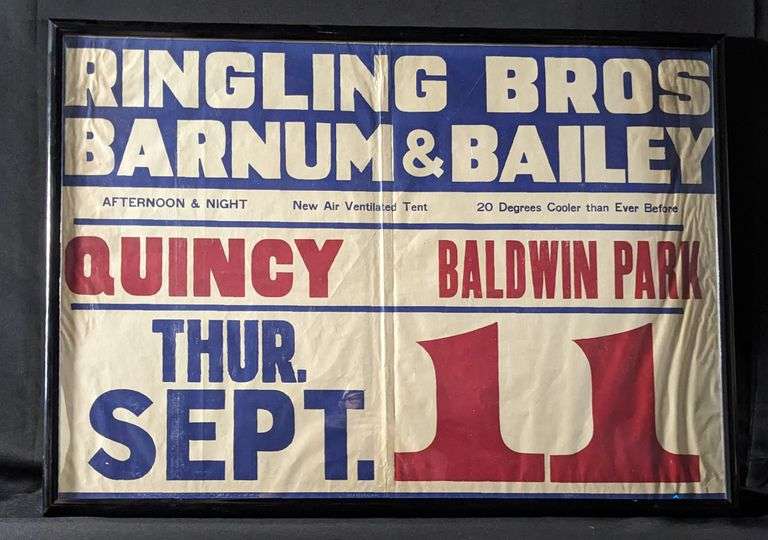 RINGLING BROS
BARNUM & BAILEY
AFTERNOON & NIGHT New Air Ventilated Tent 20 Degrees Cooler than Ever Before
QUINCY BALDWIN PARK
THUR. SEPT. 11